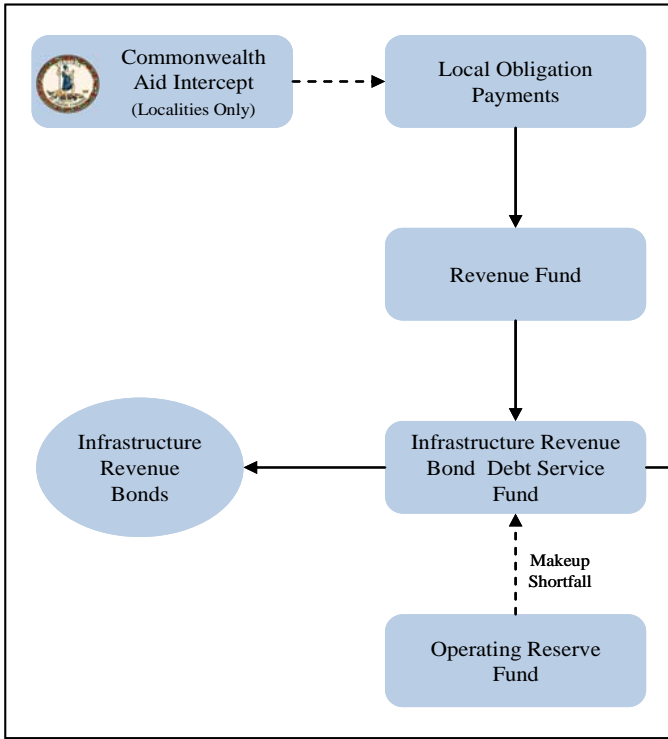 Commonwealth
Aid Intercept
(Localities Only)
Local Obligation
Payments
Revenue Fund
Infrastructure
Revenue
Bonds
Infrastructure Revenue
Bond Debt Service
Fund
Makeup
Shortfall
Operating Reserve
Fund